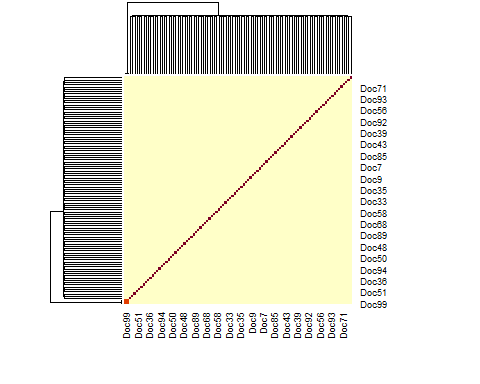 Doc71
Doc93
Doc56
Doc92
Doc39
Doc43
Doc85
Doc7
Doc9
Doc35
Doc33
Doc58
Doc68
Doc89
Doc48
Doc50
Doc94
Doc36
Doc51
Doc99
Doc99
Doc51
Doc36
Doc94
Doc50
Doc48
Doc89
Doc68
Doc58
Doc33
Doc35
Doc9
Doc7
Doc85
Doc43
Doc39
Doc92
Doc56
Doc93
Doc71